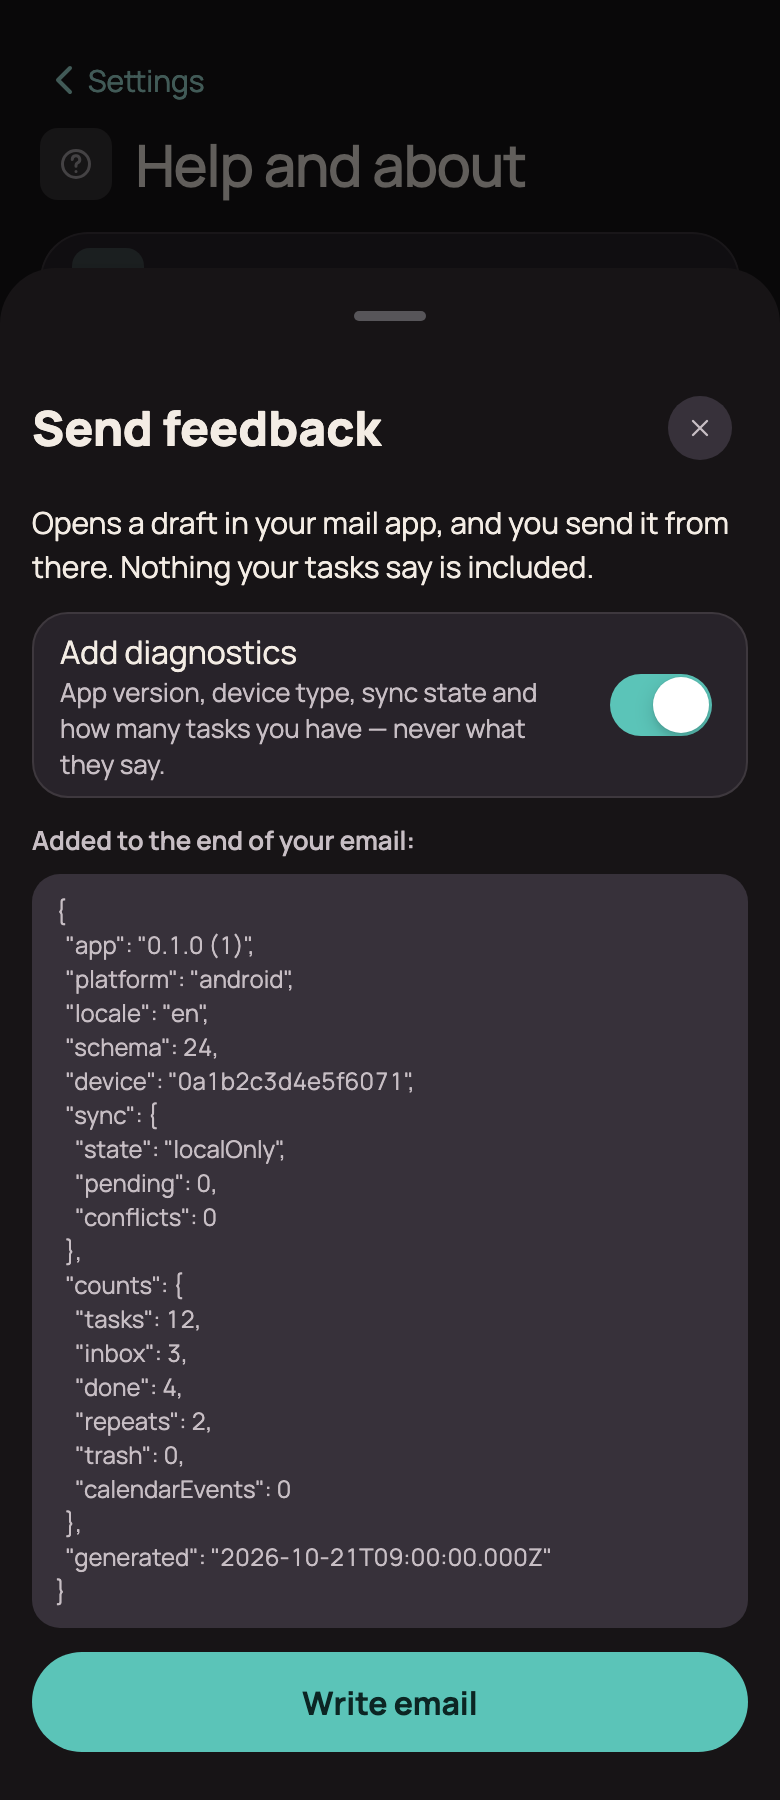 Settings
Help and about
Send feedback
Opens a draft in your mail app, and you send it from
there. Nothing your tasks say is included.
Add diagnostics
App version, device type, sync state and
how many tasks you have — never what
they say.
Added to the end of your email:
{
"app": "0.1.0 (1)",
"platform": "android",
"locale": "en",
"schema": 24,
"device": "0a1b2c3d4e5f6071",
"sync": {
"state": "localOnly",
"pending": 0,
"conflicts": 0
},
"counts": {
"tasks": 12,
"inbox": 3,
"done": 4,
"repeats": 2,
"trash": 0,
"calendarEvents": 0
},
"generated": "2026-10-21T09:00:00.000Z"
}
Write email